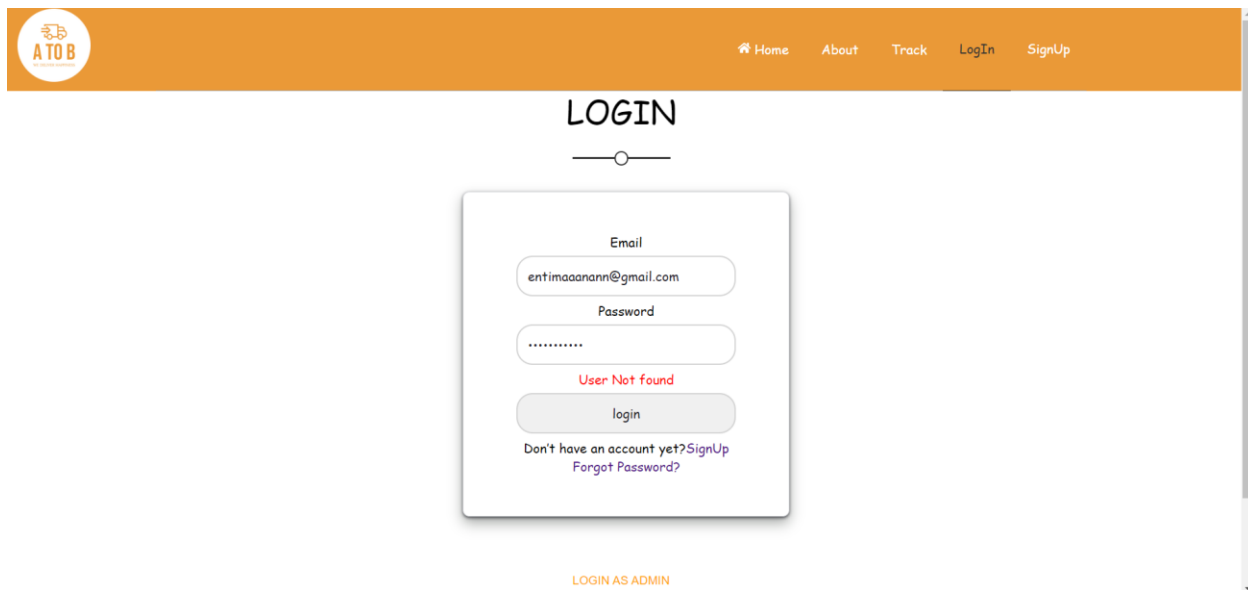 A TO B
Home About Track LogIn SignUp
LOGIN
Email
entimaaanann@gmail.com
Password
...........
User Not found
login
Don't have an account yet?SignUp
Forgot Password?
LOGIN AS ADMIN